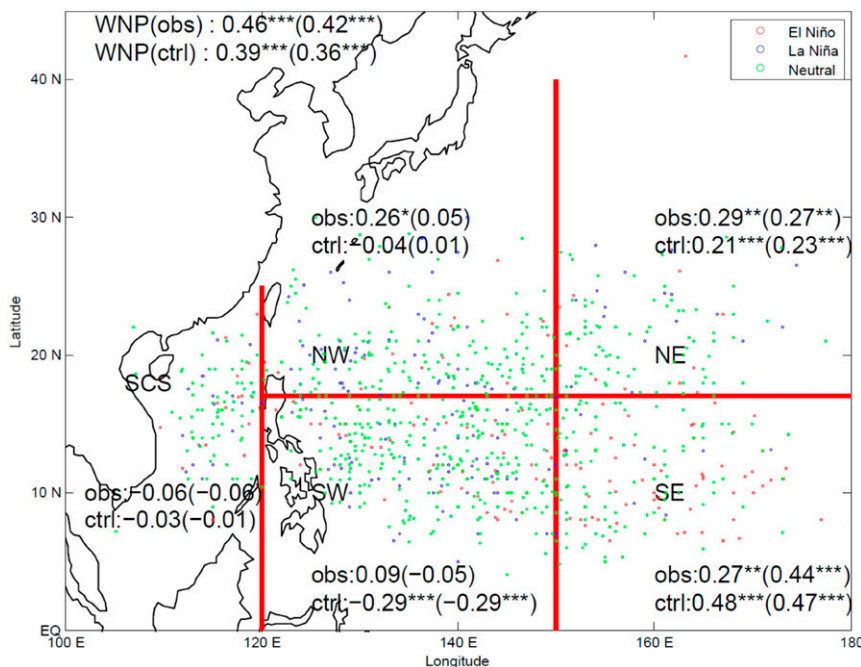 WNP(obs) : 0.46***(0.42***)
WNP(ctrl) : 0.39***(0.36***)
El Niño
La Niña
Neutral
40 N
30 N
20 N
10 N
EQ
Latitude
obs:0.26*(0.05)
ctrl:−0.04(0.01)
obs:0.29**(0.27**)
ctrl:0.21***(0.23***)
NW
NE
SCS
SW
SE
obs:−0.06(−0.06)
ctrl:−0.03(−0.01)
obs:0.09(−0.05)
ctrl:−0.29***(−0.29***)
obs:0.27**(0.44***)
ctrl:0.48***(0.47***)
100 E
120 E
140 E
160 E
180
Longitude